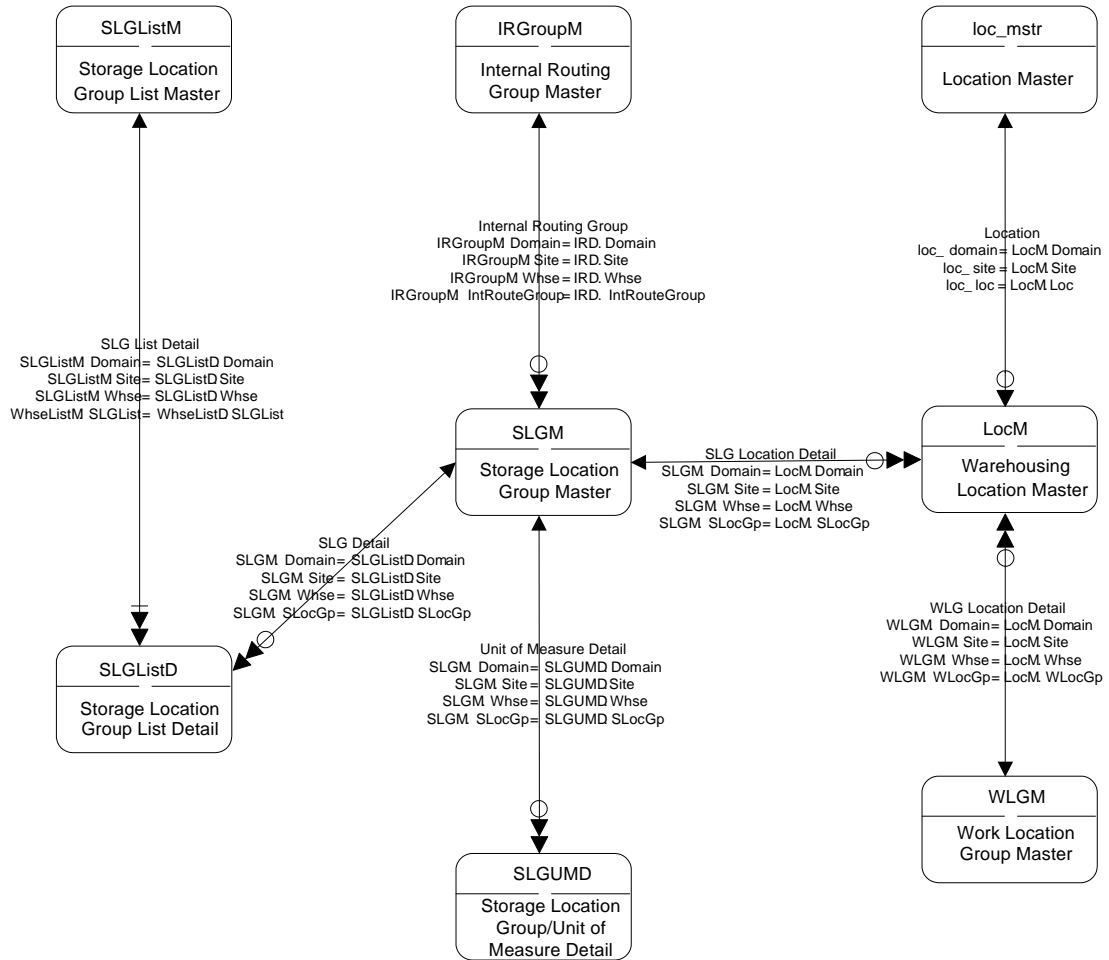 SLGListM
Storage Location
Group List Master
IRGroupM
Internal Routing
Group Master
loc_mstr
Location Master
Internal Routing Group
IRGroupM. Domain= IRD. Domain
IRGroupM. Site= IRD. Site
IRGroupM. Whse= IRD. Whse
IRGroupM. IntRouteGroup= IRD. IntRouteGroup
Location
loc_ domain= LocM. Domain
loc_ site= LocM. Site
loc_ loc= LocM. Loc
SLG List Detail
SLGListM. Domain= SLGListD. Domain
SLGListM. Site= SLGListD. Site
SLGListM. Whse= SLGListD. Whse
WhseListM. SLGList= WhseListD. SLGList
SLGM
Storage Location
Group Master
SLG Location Detail
SLGM. Domain= LocM. Domain
SLGM. Site= LocM. Site
SLGM. Whse= LocM. Whse
SLGM. SLocGp= LocM. SLocGp
LocM
Warehousing
Location Master
SLG Detail
SLGM. Domain= SLGListD. Domain
SLGM. Site= SLGListD. Site
SLGM. Whse= SLGListD. Whse
SLGM. SLocGp= SLGListD. SLocGp
Unit of Measure Detail
SLGM. Domain= SLGUMD. Domain
SLGM. Site= SLGUMD. Site
SLGM. Whse= SLGUMD. Whse
SLGM. SLocGp= SLGUMD. SLocGp
WLG Location Detail
WLGM. Domain= LocM. Domain
WLGM. Site= LocM. Site
WLGM. Whse= LocM. Whse
WLGM. WLocGp= LocM. WLocGp
SLGListD
Storage Location
Group List Detail
SLGUMD
Storage Location
Group/Unit of
Measure Detail
WLGM
Work Location
Group Master